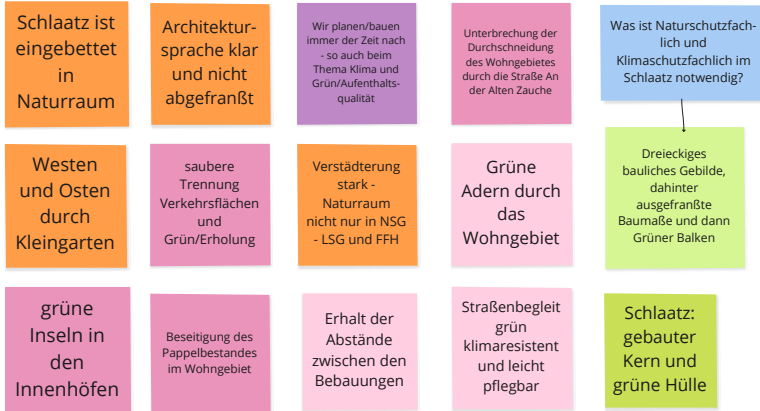 Schlaatz ist
eingebettet
in
Naturraum
Architektur-
sprache klar
und nicht
abgefranßt
Wir planen/bauen
immer der Zeit nach
- so auch beim
Thema Klima und
Grün/Aufenthalts-
qualität
Unterbrechung der
Durchschneidung
des Wohngebietes
durch die Straße An
der Alten Zauche
Was ist Naturschutzfach-
lich und
Klimaschutzfachlich im
Schlaatz notwendig?
Westen
und Osten
durch
Kleingarten
saubere
Trennung
Verkehrsflächen
und
Grün/Erholung
Verstädterung
stark -
Naturraum
nicht nur in NSG
- LSG und FFH
Grüne
Adern durch
das
Wohngebiet
Dreieckiges
bauliches Gebilde,
dahinter
ausgefranßte
Baumaße und dann
Grüner Balken
grüne
Inseln in
den
Innenhöfen
Beseitigung des
Pappelbestandes
im Wohngebiet
Erhalt der
Abstände
zwischen den
Bebauungen
Straßenbegleit
grün
klimaresistent
und leicht
pflegbar
Schlaatz:
gebauter
Kern und
grüne Hülle